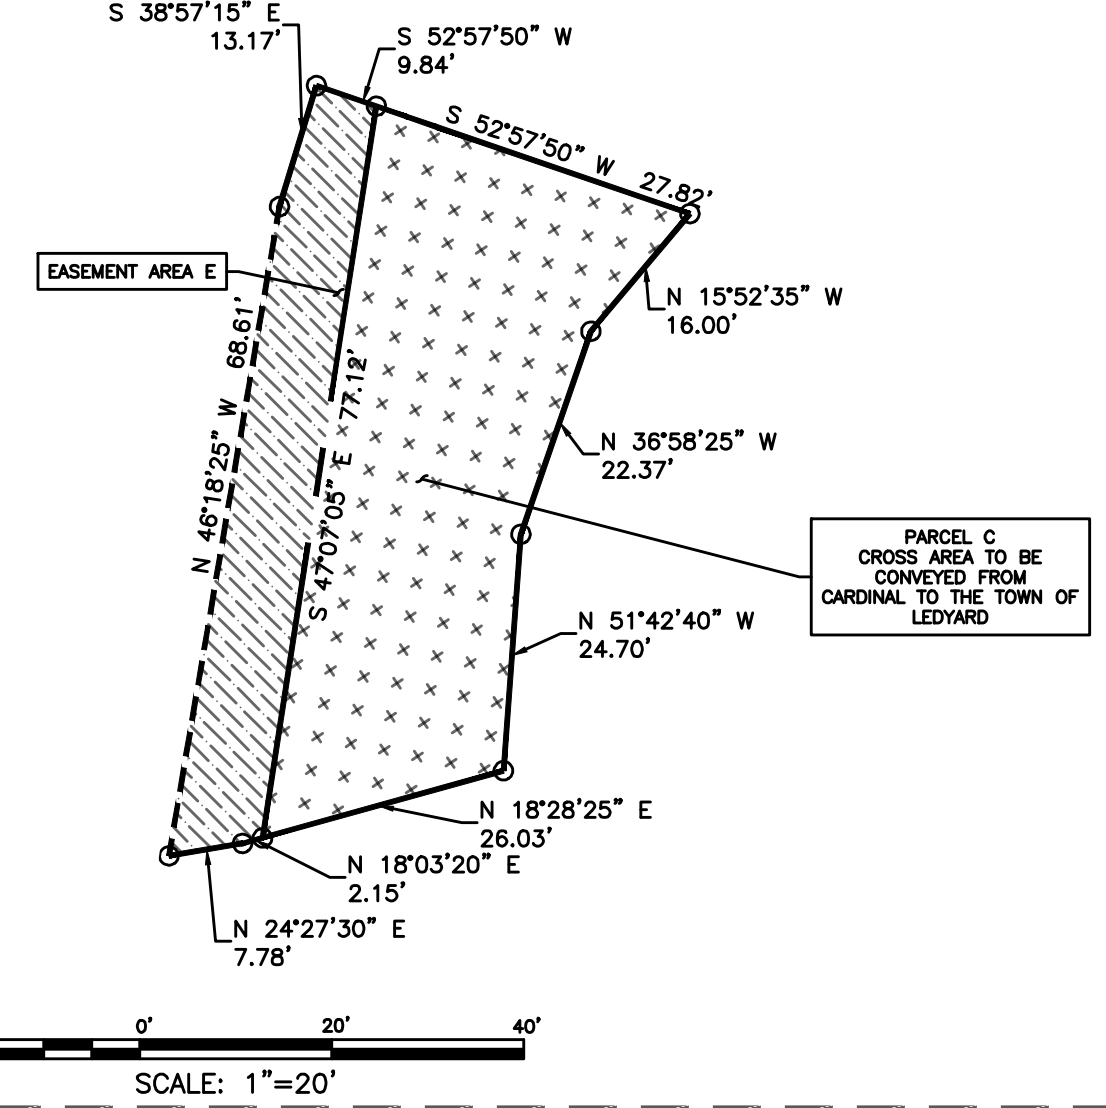 S 38°57'15" E
13.17'
S 52°57'50" W
9.84'
S 52°57'50" W 27.82'
EASEMENT AREA E
N 15°52'35" W
16.00'
N 46°18'25" W 68.61'
S 47°07'05" E 77.12'
N 36°58'25" W
22.37'
PARCEL C
CROSS AREA TO BE
CONVEYED FROM
CARDINAL TO THE TOWN OF
LEDYARD
N 51°42'40" W
24.70'
N 18°28'25" E
26.03'
N 18°03'20" E
2.15'
N 24°27'30" E
7.78'
0' 20' 40'
SCALE: 1"=20'